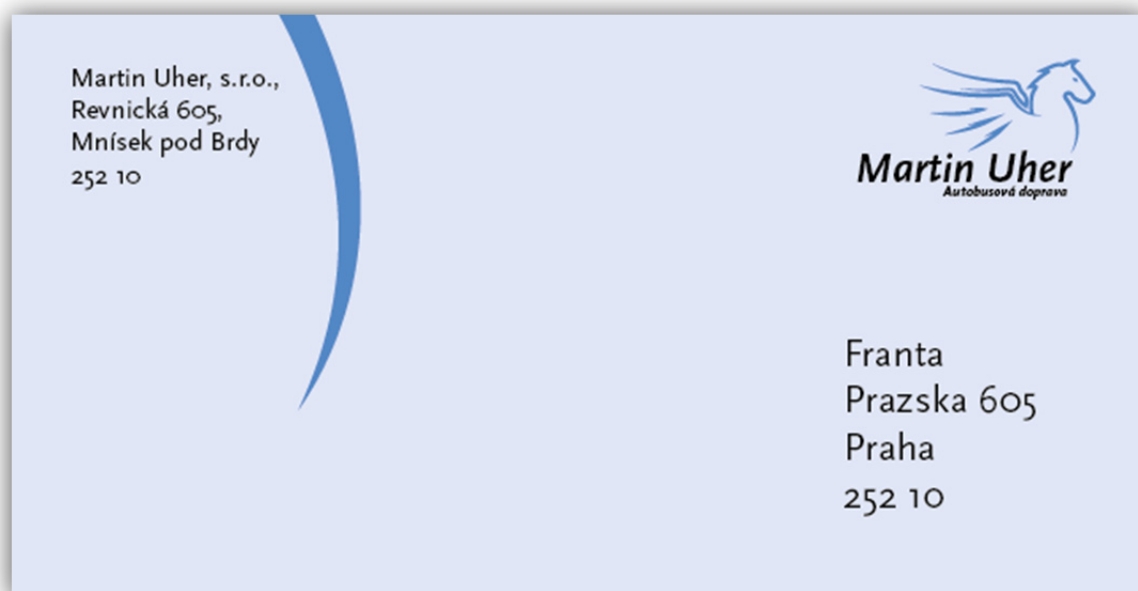 Martin Uher, s.r.o.,
Revnická 605,
Mnísek pod Brdy
252 10
Martin Uher
Autobusová doprava
Franta
Prazska 605
Praha
252 10